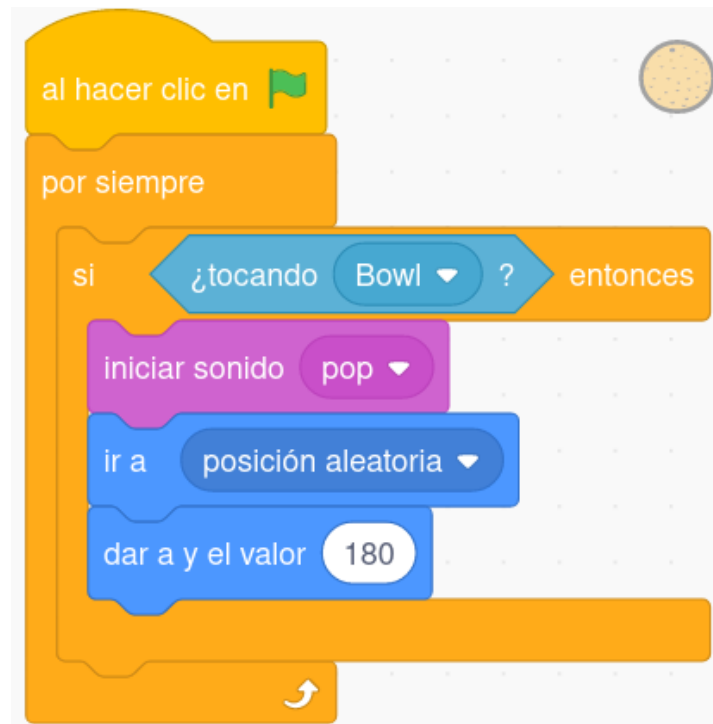 al hacer clic en
por siempre
si ¿tocando Bowl ? entonces
iniciar sonido pop
ir a posición aleatoria
dar a y el valor 180